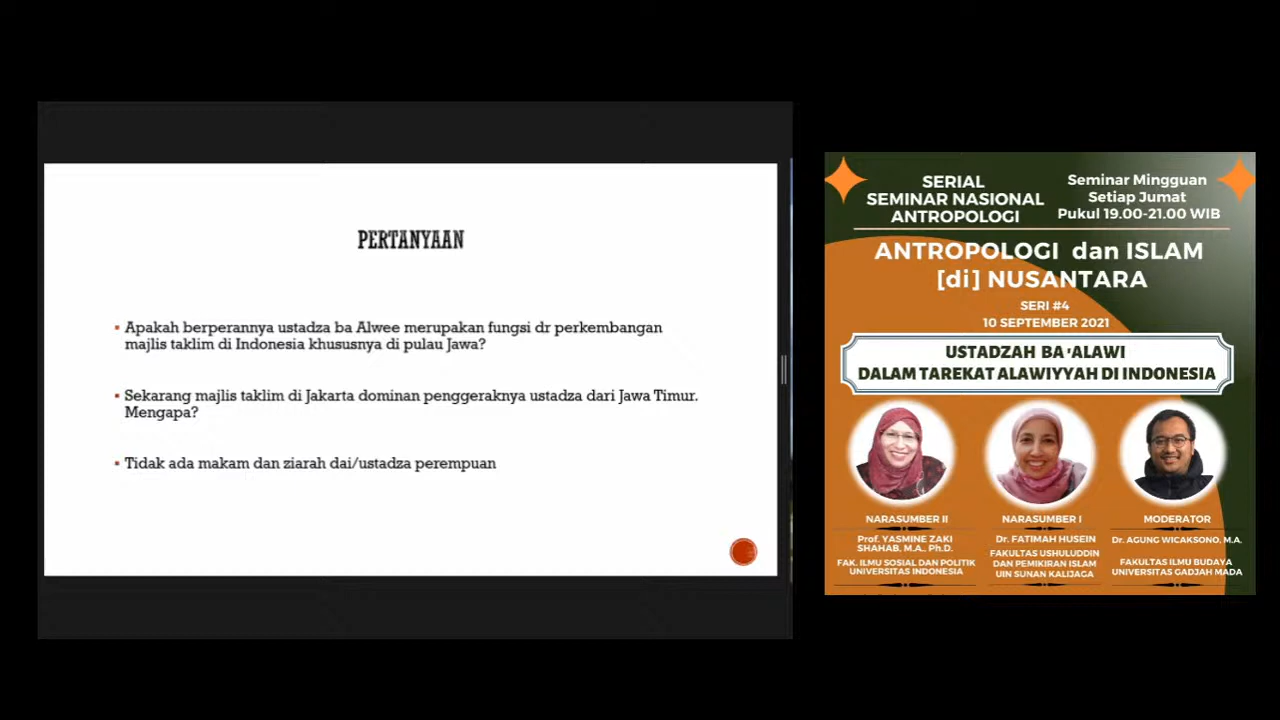 PERTANYAAN
▪ Apakah berperannya ustadza ba Alwee merupakan fungsi dr perkembangan
majlis taklim di Indonesia khususnya di pulau Jawa?
▪ Sekarang majlis taklim di Jakarta dominan penggeraknya ustadza dari Jawa Timur.
Mengapa?
▪ Tidak ada makam dan ziarah dai/ustadza perempuan
SERIAL
SEMINAR NASIONAL
ANTROPOLOGI
Seminar Mingguan
Setiap Jumat
Pukul 19.00-21.00 WIB
ANTROPOLOGI dan ISLAM
[di] NUSANTARA
SERI #4
10 SEPTEMBER 2021
USTADZAH BA 'ALAWI
DALAM TAREKAT ALAWIYYAH DI INDONESIA
NARASUMBER II
Prof. YASMINE ZAKI
SHAHAB. M.A.. Ph.D.
FAK. ILMU SOSIAL DAN POLITIK
UNIVERSITAS INDONESIA
NARASUMBER I
Dr. FATIMAH HUSEIN
FAKULTAS USHULUDDIN
DAN PEMIKIRAN ISLAM
UIN SUNAN KALIJAGA
MODERATOR
Dr. AGUNG WICAKSONO, M.A.
FAKULTAS ILMU BUDAYA
UNIVERSITAS GADJAH MADA